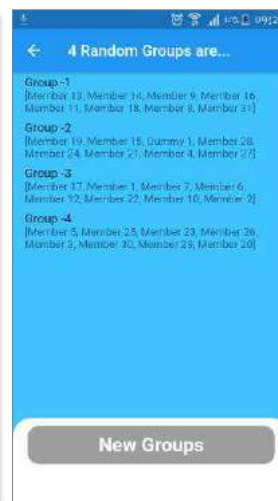 09:2
4 Random Groups are...
Group -1
[Member 13, Member 14, Member 9, Member 16,
Member 11, Member 18, Member 8, Member 31]
Group -2
[Member 19, Member 15, Dummy 1, Member 28,
Member 24, Member 21, Member 4, Member 27]
Group -3
[Member 17, Member 1, Member 7, Member 6,
Member 12, Member 22, Member 10, Member 2]
Group -4
[Member 5, Member 25, Member 23, Member 26,
Member 3, Member 30, Member 29, Member 20]
New Groups